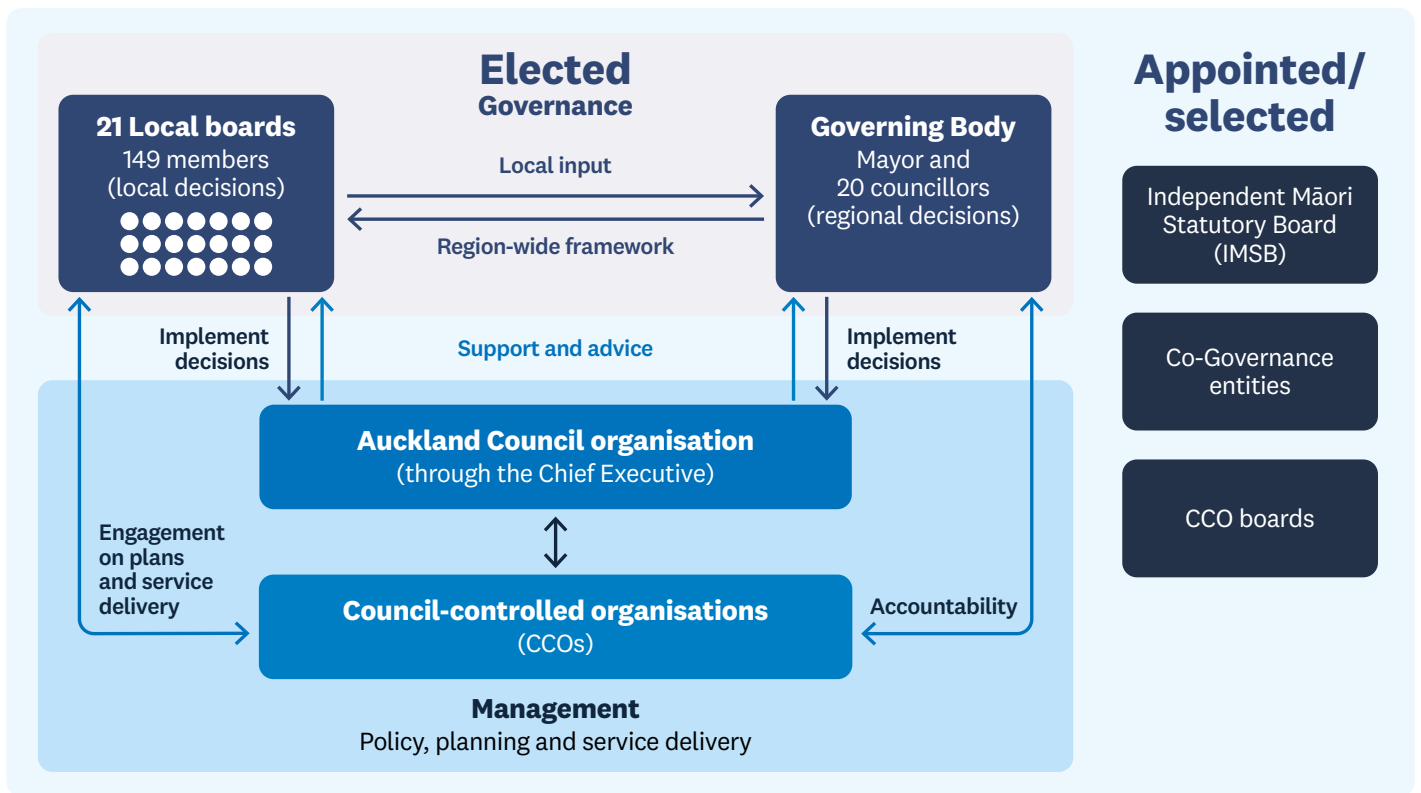 Elected
Governance
21 Local boards
149 members
(local decisions)
Local input
Region-wide framework
Governing Body
Mayor and
20 councillors
(regional decisions)
Implement
decisions
Support and advice
Implement
decisions
Auckland Council organisation
(through the Chief Executive)
Engagement
on plans
and service
delivery
Council-controlled organisations
(CCOs)
Accountability
Management
Policy, planning and service delivery
Appointed/
selected
Independent Māori
Statutory Board
(IMSB)
Co-Governance
entities
CCO boards